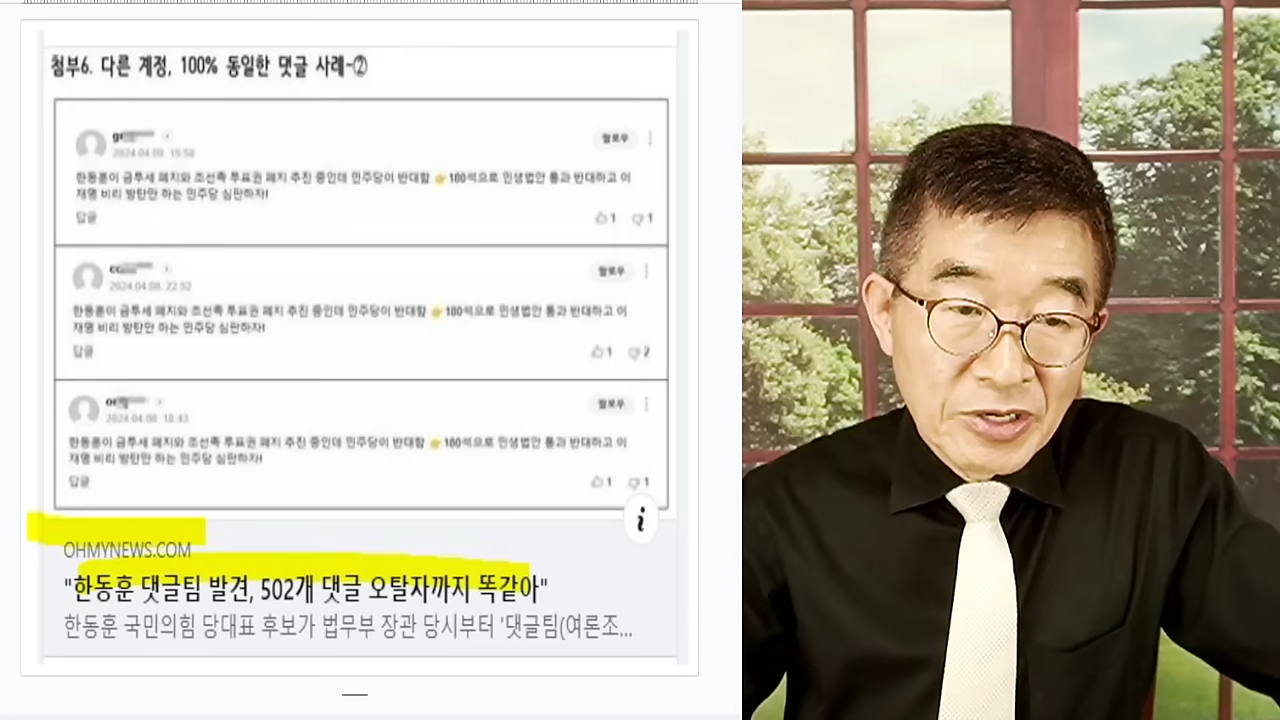 첨부6. 다른 계정, 100% 동일한 댓글 사례-②
팔로우
2024.04.09. 15:58
한동훈이 금투세 폐지와 조선족 투표권 폐지 추진 중인데 민주당이 반대함 👉180석으로 민생법안 통과 반대하고 이
재명 비리 방탄만 하는 민주당 심판하자!
답글
1 1
팔로우
2024.04.08. 22:52
한동훈이 금투세 폐지와 조선족 투표권 폐지 추진 중인데 민주당이 반대함 👉180석으로 민생법안 통과 반대하고 이
재명 비리 방탄만 하는 민주당 심판하자!
답글
1 2
팔로우
2024.04.08. 18:43
한동훈이 금투세 폐지와 조선족 투표권 폐지 추진 중인데 민주당이 반대함 👉180석으로 민생법안 통과 반대하고 이
재명 비리 방탄만 하는 민주당 심판하자!
답글
1 1
i
OHMYNEWS.COM
"한동훈 댓글팀 발견, 502개 댓글 오탈자까지 똑같아"
한동훈 국민의힘 당대표 후보가 법무부 장관 당시부터 '댓글팀(여론조...